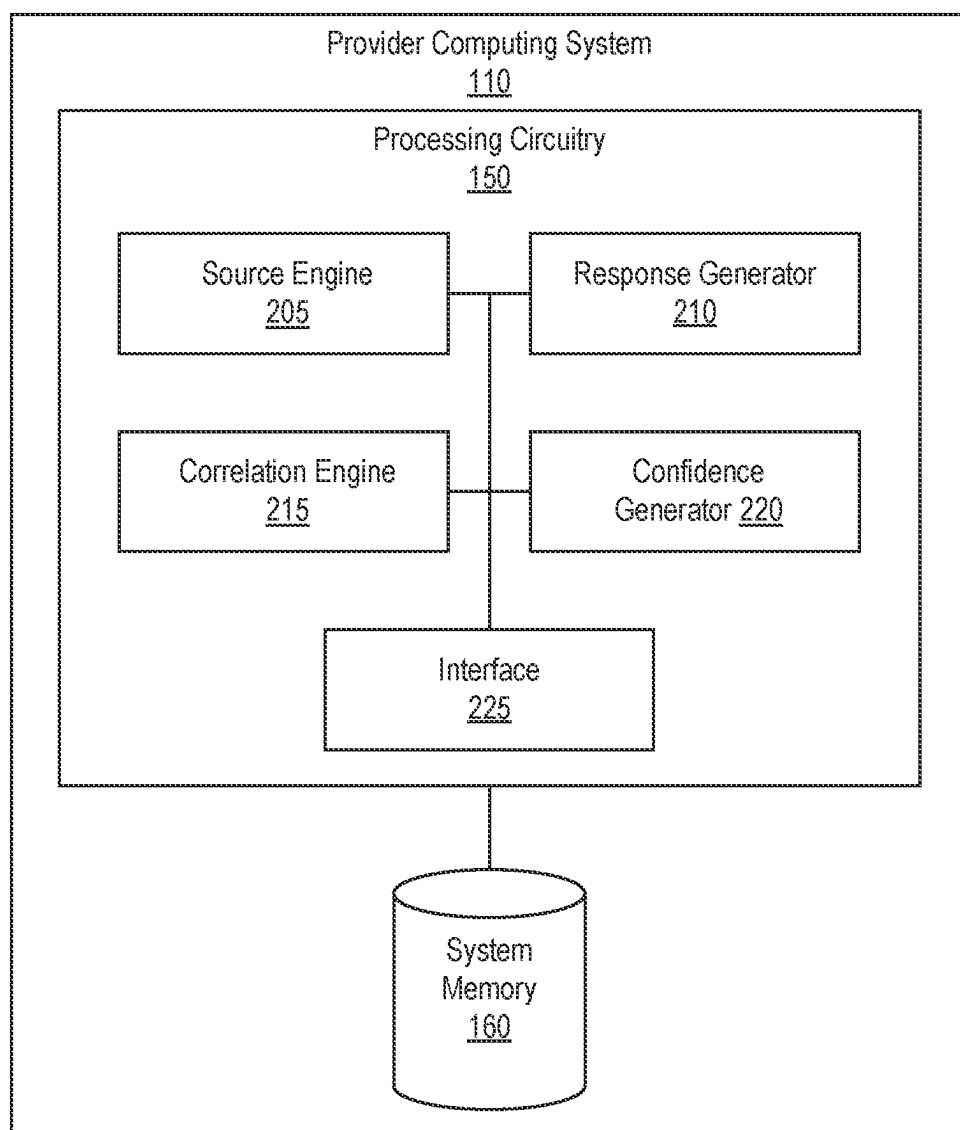 Provider Computing System
110
Processing Circuitry
150
Source Engine
205
Response Generator
210
Correlation Engine
215
Confidence
Generator 220
Interface
225
System
Memory
160